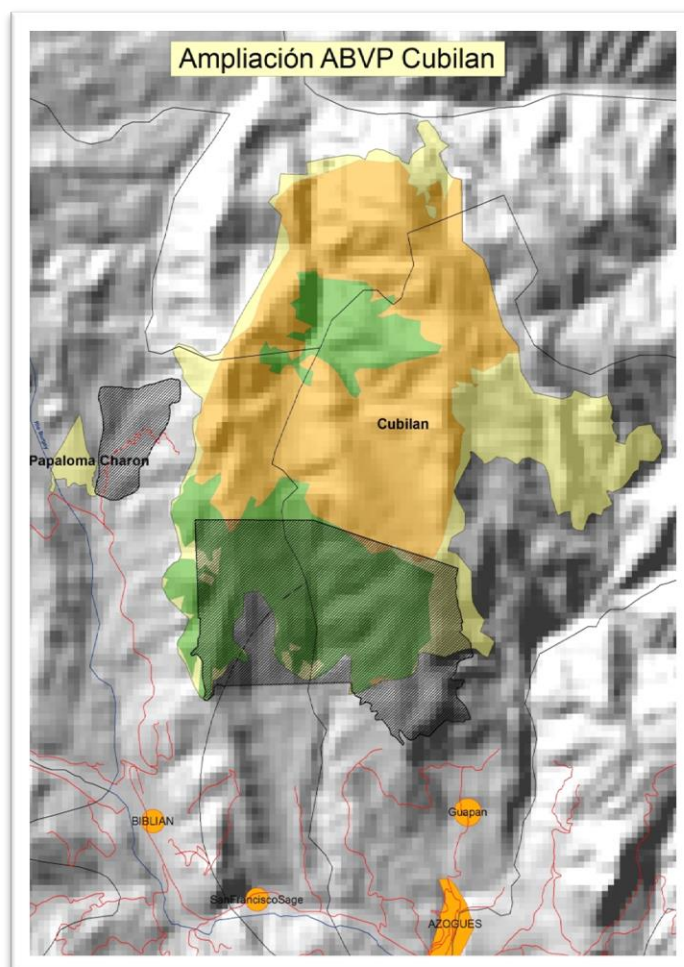 Ampliación ABVP Cubilan
Cubilan
Papaloma Charon
BIBLIAN
Guapan
SanFranciscoSage
AZOGUES